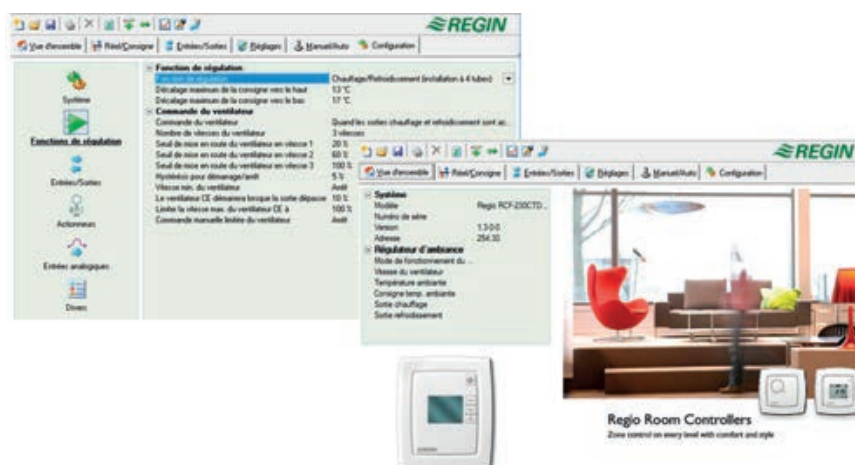 REGIN
Vue d'ensemble Réel/Consigne Entrées/Sorties Réglages Manuel/Auto Configuration
Système
Fonctions de régulation
Entrées/Sorties
Actionneurs
Entrées analogiques
Divers
Fonction de régulation
Fonction de régulation Chauffage/Refroidissement (installation à 4 tubes)
Décalage maximum de la consigne vers le haut 13 °C
Décalage maximum de la consigne vers le bas 17 °C
Commande du ventilateur
Commande du ventilateur Quand les sorties chauffage et refroidissement sont ac...
Nombre de vitesses du ventilateur 3 vitesses
Seuil de mise en route du ventilateur en vitesse 1 20 %
Seuil de mise en route du ventilateur en vitesse 2 60 %
Seuil de mise en route du ventilateur en vitesse 3 100 %
Hystérésis pour démarrage/arrêt 5 %
Vitesse min. du ventilateur Arrêt
Le ventilateur CE démarrera lorsque la sortie dépasse 10 %
Limiter la vitesse max. du ventilateur CE à 100 %
Commande manuelle limitée du ventilateur Arrêt
REGIN
Vue d'ensemble Réel/Consigne Entrées/Sorties Réglages Manuel/Auto Configuration
Système
Modèle Regio RCF-230CTD...
Numéro de série
Version 1.3-0-0
Adresse 254:30
Régulateur d'ambiance
Mode de fonctionnement du ...
Vitesse du ventilateur
Température ambiante
Consigne temp. ambiante
Sortie chauffage
Sortie refroidissement
Regio Room Controllers
Zone control on every level with comfort and style